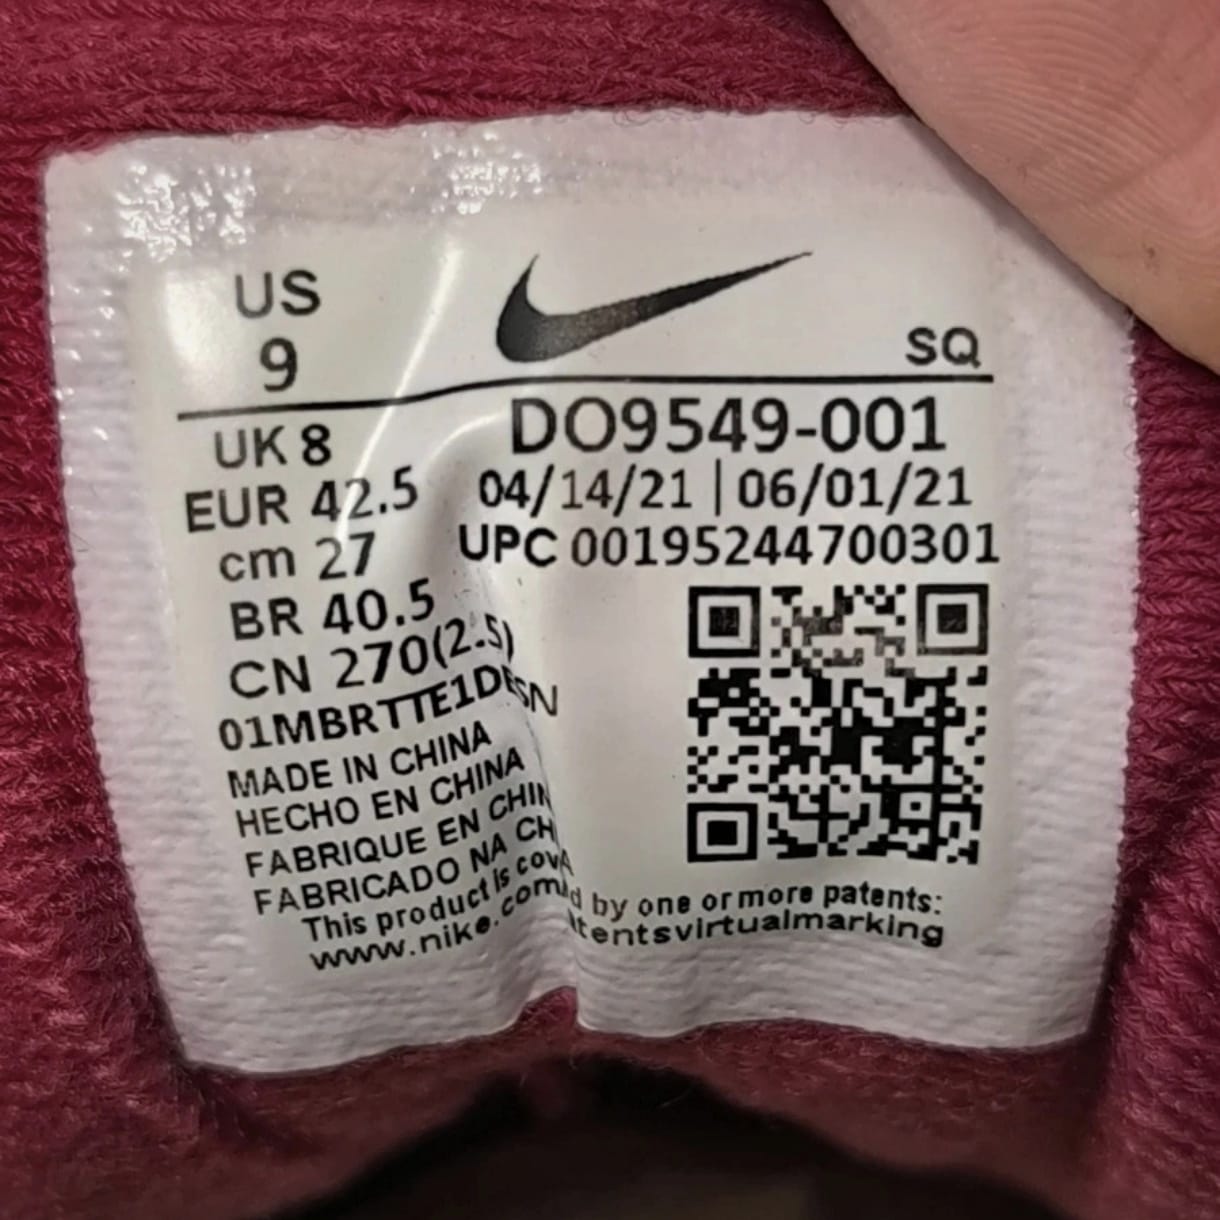 US
9
SQ
UK 8
EUR 42.5
cm 27
BR 40.5
CN 270(2.5)
DO9549-001
04/14/21 | 06/01/21
UPC 00195244700301
MADE IN CHINA
HECHO EN CHINA
FABRIQUE EN CHIN
FABRICADO NA CH
This product is cov d by one or more patents:
www.nike.com/ tentsvirtualmarking